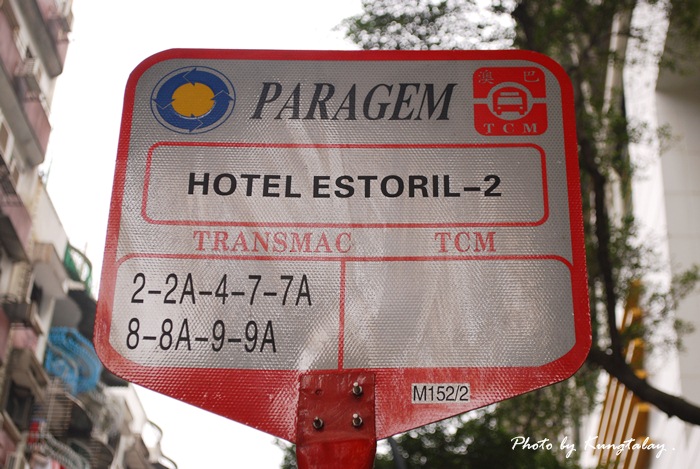 PARAGEM
澳巴
TCM
HOTEL ESTORIL-2
TRANSMAC
TCM
2-2A-4-7-7A
8-8A-9-9A
M152/2
Photo by Kungtabay.